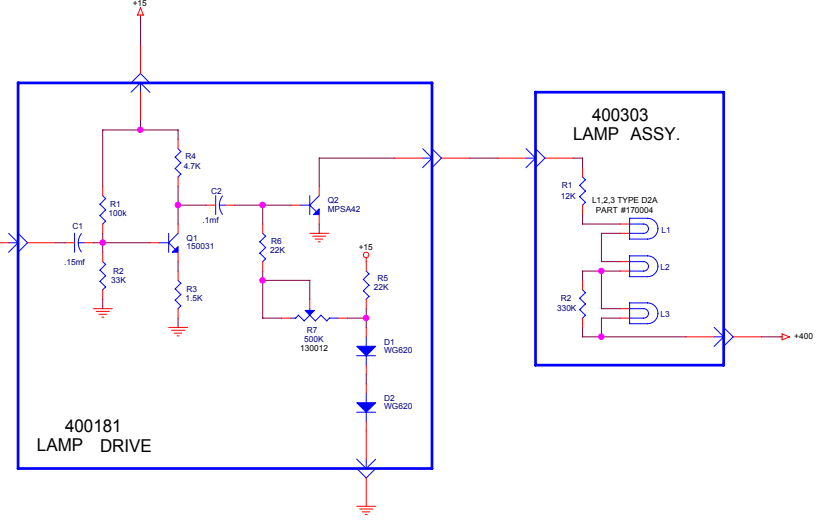 +15
400303
LAMP ASSY.
R4
4.7K
R1
12K
L1,2,3 TYPE D2A
PART #170004
C2
.1mf
Q2
MPSA42
R1
100k
C1
.15mf
Q1
150031
L1
R6
22K
+15
L2
R2
33K
R3
1.5K
R5
22K
R2
330K
L3
R7
500K
130012
D1
WG620
+400
D2
WG620
400181
LAMP DRIVE